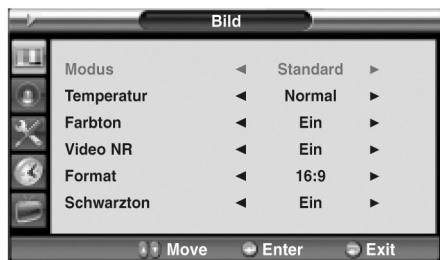 Bild
Modus ◄ Standard ►
Temperatur ◄ Normal ►
Farbton ◄ Ein ►
Video NR ◄ Ein ►
Format ◄ 16:9 ►
Schwarzton ◄ Ein ►
Move Enter Exit